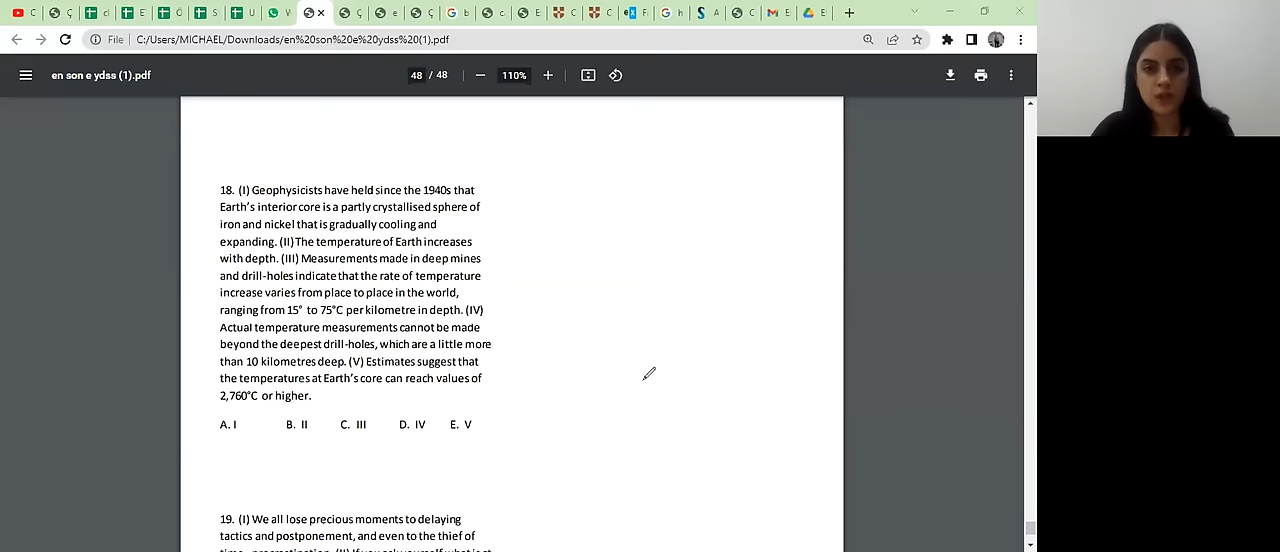 File
C:/Users/MICHAEL/Downloads/en%20son%20e%20ydss%20(1).pdf
en son e ydss (1).pdf
48 / 48
110%
18. (I) Geophysicists have held since the 1940s that
Earth's interior core is a partly crystallised sphere of
iron and nickel that is gradually cooling and
expanding. (II) The temperature of Earth increases
with depth. (III) Measurements made in deep mines
and drill-holes indicate that the rate of temperature
increase varies from place to place in the world,
ranging from 15° to 75°C per kilometre in depth. (IV)
Actual temperature measurements cannot be made
beyond the deepest drill-holes, which are a little more
than 10 kilometres deep. (V) Estimates suggest that
the temperatures at Earth's core can reach values of
2,760°C or higher.
A. I B. II C. III D. IV E. V
19. (I) We all lose precious moments to delaying
tactics and postponement, and even to the thief of